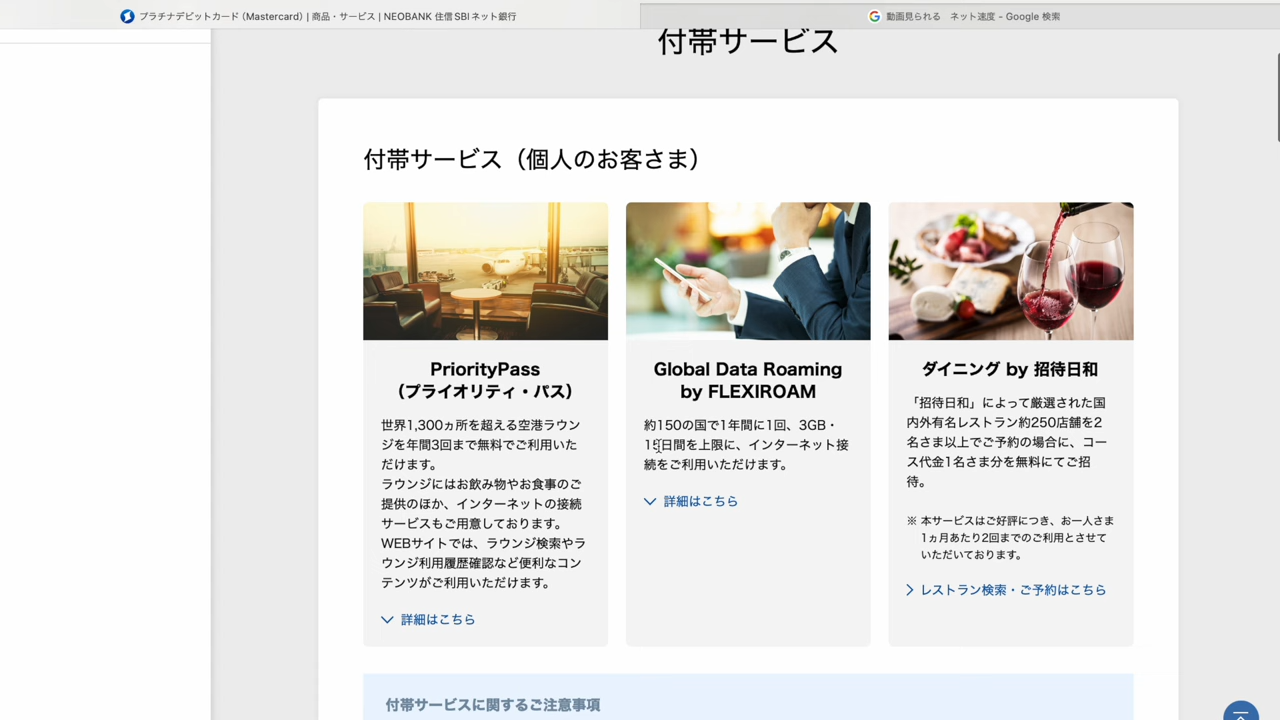 プラチナデビットカード (Mastercard) | 商品・サービス | NEOBANK 住信SBIネット銀行
動画見られる　ネット速度 - Google 検索
付帯サービス
付帯サービス（個人のお客さま）
PriorityPass
（プライオリティ・パス）
世界1,300ヵ所を超える空港ラウン
ジを年間3回まで無料でご利用いた
だけます。
ラウンジにはお飲み物やお食事のご
提供のほか、インターネットの接続
サービスもご用意しております。
WEBサイトでは、ラウンジ検索やラ
ウンジ利用履歴確認など便利なコン
テンツがご利用いただけます。
詳細はこちら
Global Data Roaming
by FLEXIROAM
約150の国で1年間に1回、3GB・
15日間を上限に、インターネット接
続をご利用いただけます。
詳細はこちら
ダイニング by 招待日和
「招待日和」によって厳選された国
内外有名レストラン約250店舗を2
名さま以上でご予約の場合に、コー
ス代金1名さま分を無料にてご招
待。
※ 本サービスはご好評につき、お一人さま
1ヵ月あたり2回までのご利用とさせて
いただいております。
レストラン検索・ご予約はこちら
付帯サービスに関するご注意事項